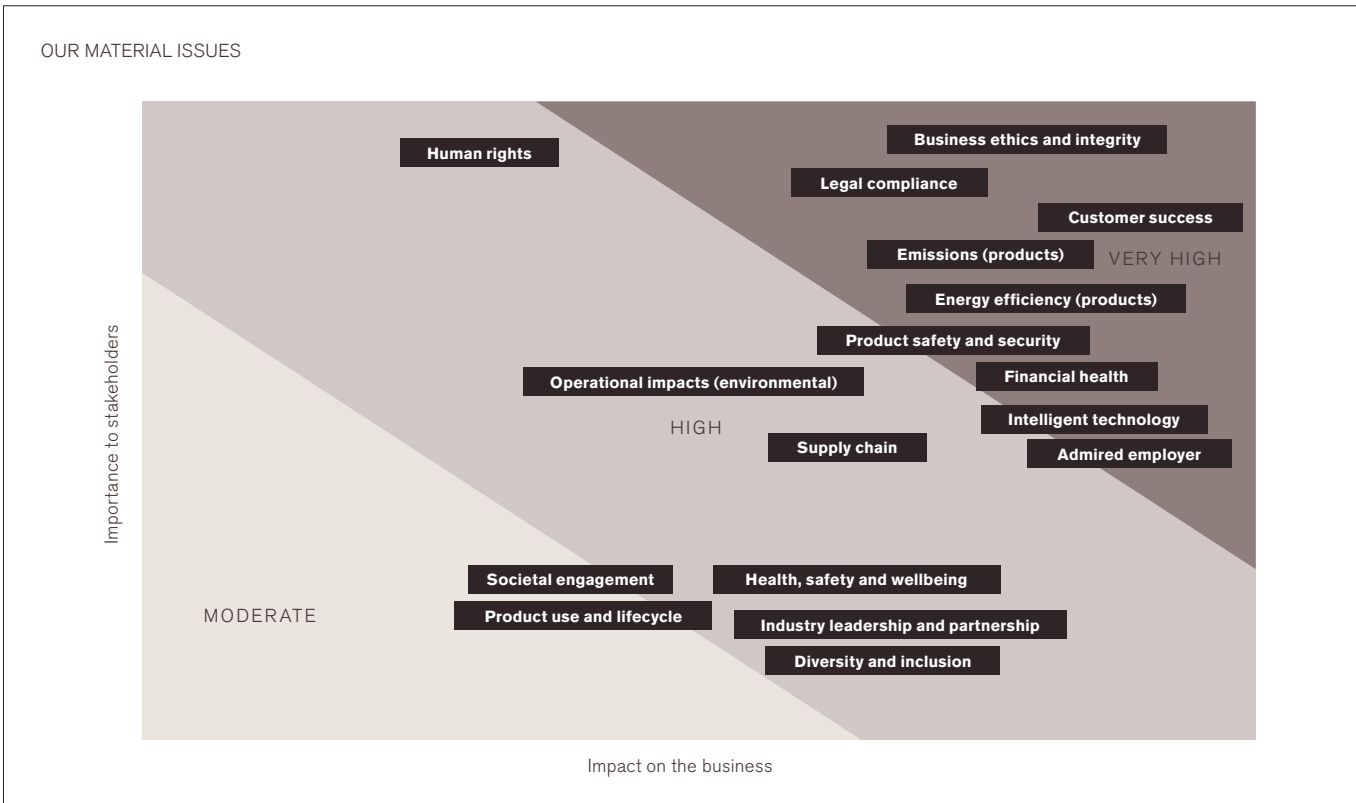 OUR MATERIAL ISSUES
Human rights
Business ethics and integrity
Legal compliance
Customer success
Emissions (products)
VERY HIGH
Energy efficiency (products)
Product safety and security
Financial health
Operational impacts (environmental)
Intelligent technology
HIGH
Supply chain
Admired employer
Importance to stakeholders
Societal engagement
Health, safety and wellbeing
MODERATE
Product use and lifecycle
Industry leadership and partnership
Diversity and inclusion
Impact on the business